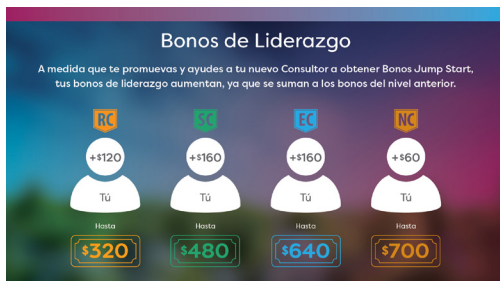 Bonos de Liderazgo
A medida que te promuevas y ayudes a tu nuevo Consultor a obtener Bonos Jump Start,
tus bonos de liderazgo aumentan, ya que se suman a los bonos del nivel anterior.
RC SC EC NC
+$120 +$160 +$160 +$60
Tú Tú Tú Tú
Hasta Hasta Hasta Hasta
$320 $480 $640 $700